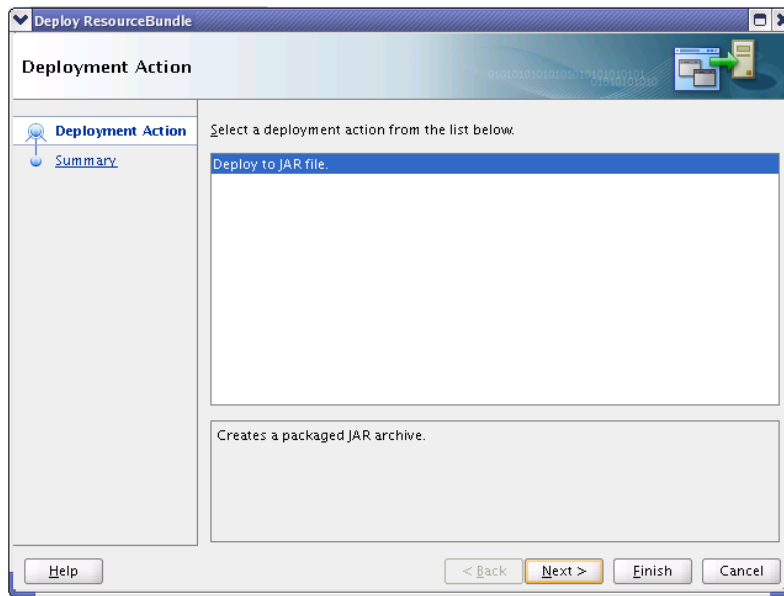 Deploy ResourceBundle
Deployment Action
Deployment Action
Summary
Select a deployment action from the list below.
Deploy to JAR file.
Creates a packaged JAR archive.
Help
< Back
Next >
Finish
Cancel